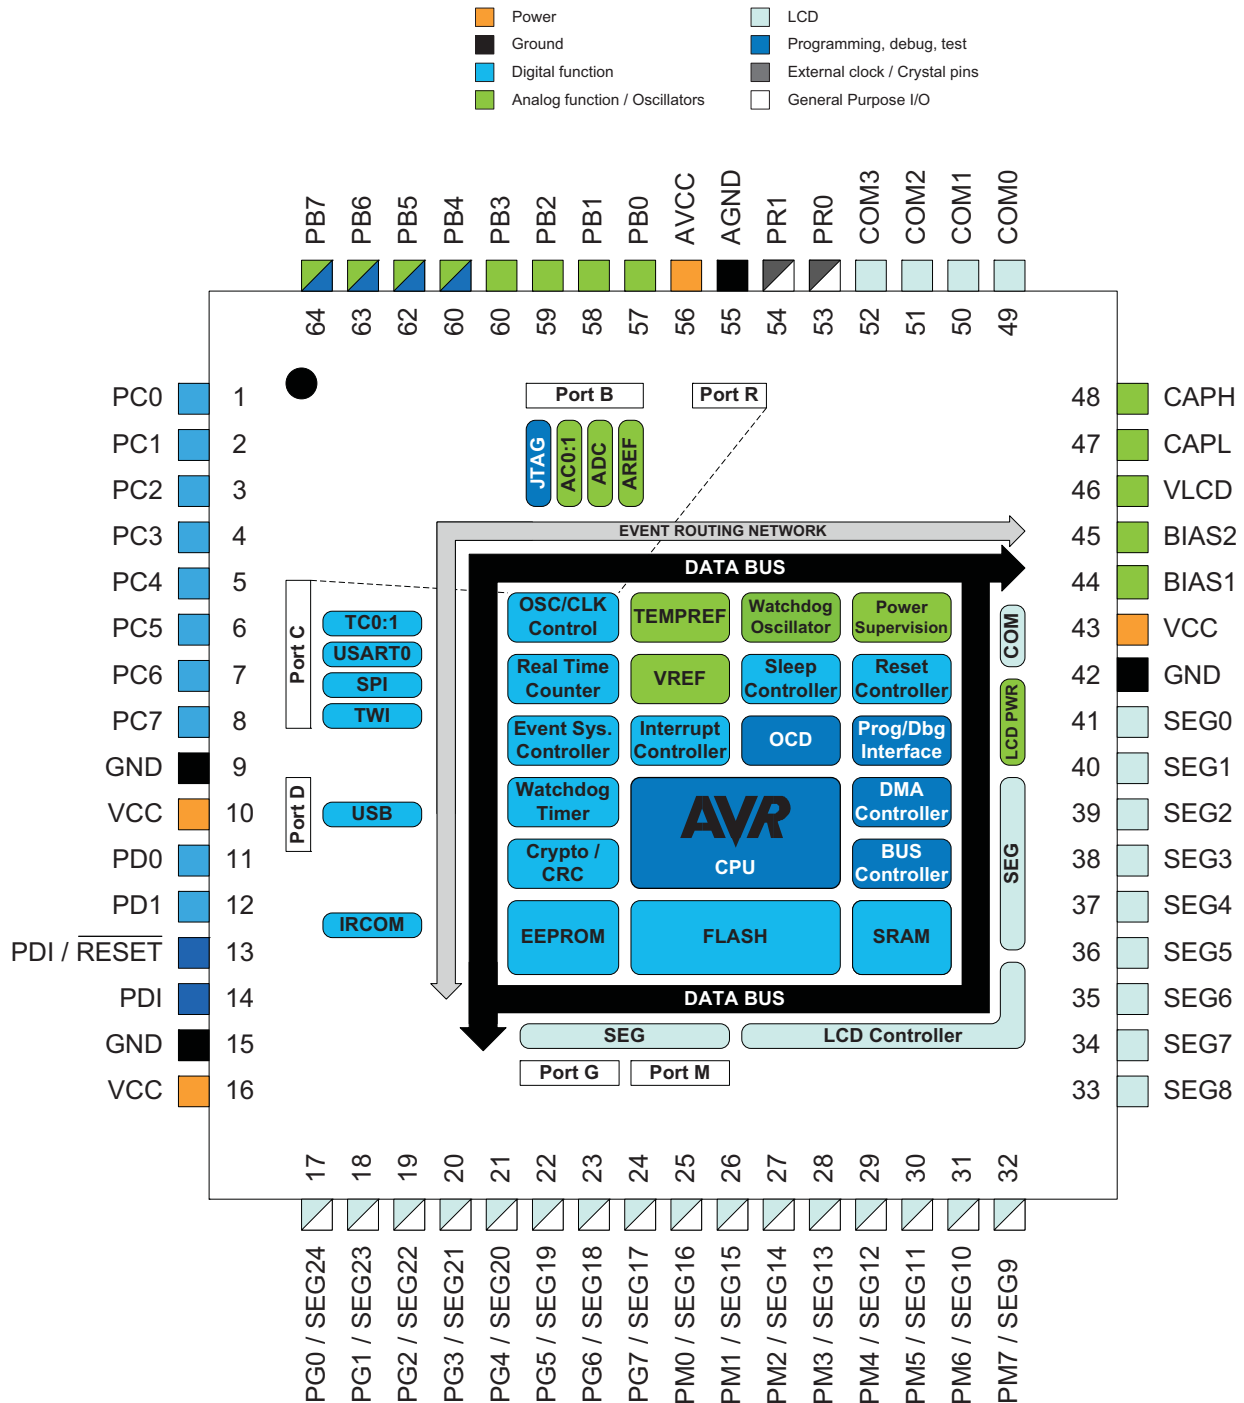 Power
Ground
Digital function
Analog function / Oscillators
LCD
Programming, debug, test
External clock / Crystal pins
General Purpose I/O
PB7
PB6
PB5
PB4
PB3
PB2
PB1
PB0
AVCC
AGND
PR1
PR0
COM3
COM2
COM1
COM0
64
63
62
60
60
59
58
57
56
55
54
53
52
51
50
49
PC0 1
PC1 2
PC2 3
PC3 4
PC4 5
PC5 6
PC6 7
PC7 8
GND 9
VCC 10
PD0 11
PD1 12
PDI / RESET 13
PDI 14
GND 15
VCC 16
Port B
Port R
JTAG
AC0:1
ADC
AREF
EVENT ROUTING NETWORK
DATA BUS
Port C
TC0:1
USART0
SPI
TWI
Port D
USB
IRCOM
OSC/CLK
Control
TEMPREF
Watchdog
Oscillator
Power
Supervision
Real Time
Counter
VREF
Sleep
Controller
Reset
Controller
Event Sys.
Controller
Interrupt
Controller
OCD
Prog/Dbg
Interface
Watchdog
Timer
AVR
CPU
DMA
Controller
Crypto /
CRC
BUS
Controller
EEPROM
FLASH
SRAM
DATA BUS
COM
LCD PWR
SEG
SEG
LCD Controller
Port G
Port M
48 CAPH
47 CAPL
46 VLCD
45 BIAS2
44 BIAS1
43 VCC
42 GND
41 SEG0
40 SEG1
39 SEG2
38 SEG3
37 SEG4
36 SEG5
35 SEG6
34 SEG7
33 SEG8
17
18
19
20
21
22
23
24
25
26
27
28
29
30
31
32
PG0 / SEG24
PG1 / SEG23
PG2 / SEG22
PG3 / SEG21
PG4 / SEG20
PG5 / SEG19
PG6 / SEG18
PG7 / SEG17
PM0 / SEG16
PM1 / SEG15
PM2 / SEG14
PM3 / SEG13
PM4 / SEG12
PM5 / SEG11
PM6 / SEG10
PM7 / SEG9